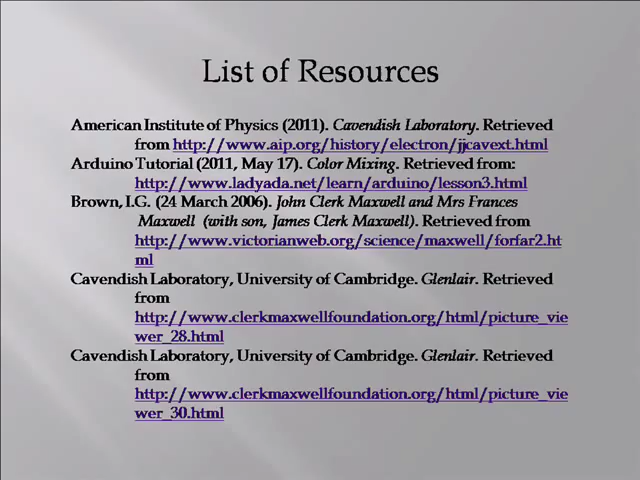 List of Resources
American Institute of Physics (2011). Cavendish Laboratory. Retrieved
from http://www.aip.org/history/electron/jjcavext.html
Arduino Tutorial (2011, May 17). Color Mixing. Retrieved from:
http://www.ladyada.net/learn/arduino/lesson3.html
Brown, I.G. (24 March 2006). John Clerk Maxwell and Mrs Frances
Maxwell (with son, James Clerk Maxwell). Retrieved from
http://www.victorianweb.org/science/maxwell/forfar2.ht
ml
Cavendish Laboratory, University of Cambridge. Glenlair. Retrieved
from
http://www.clerkmaxwellfoundation.org/html/picture_vie
wer_28.html
Cavendish Laboratory, University of Cambridge. Glenlair. Retrieved
from
http://www.clerkmaxwellfoundation.org/html/picture_vie
wer_30.html